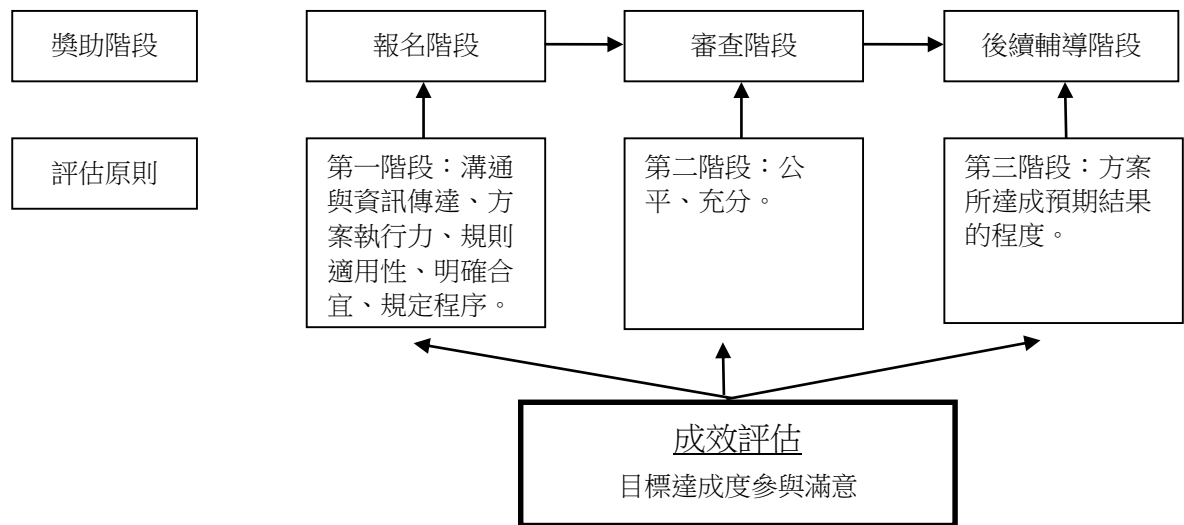 獎助階段
報名階段
審查階段
後續輔導階段
評估原則
第一階段：溝通
與資訊傳達、方
案執行力、規則
適用性、明確合
宜、規定程序。
第二階段：公
平、充分。
第三階段：方案
所達成預期結果
的程度。
成效評估
目標達成度參與滿意